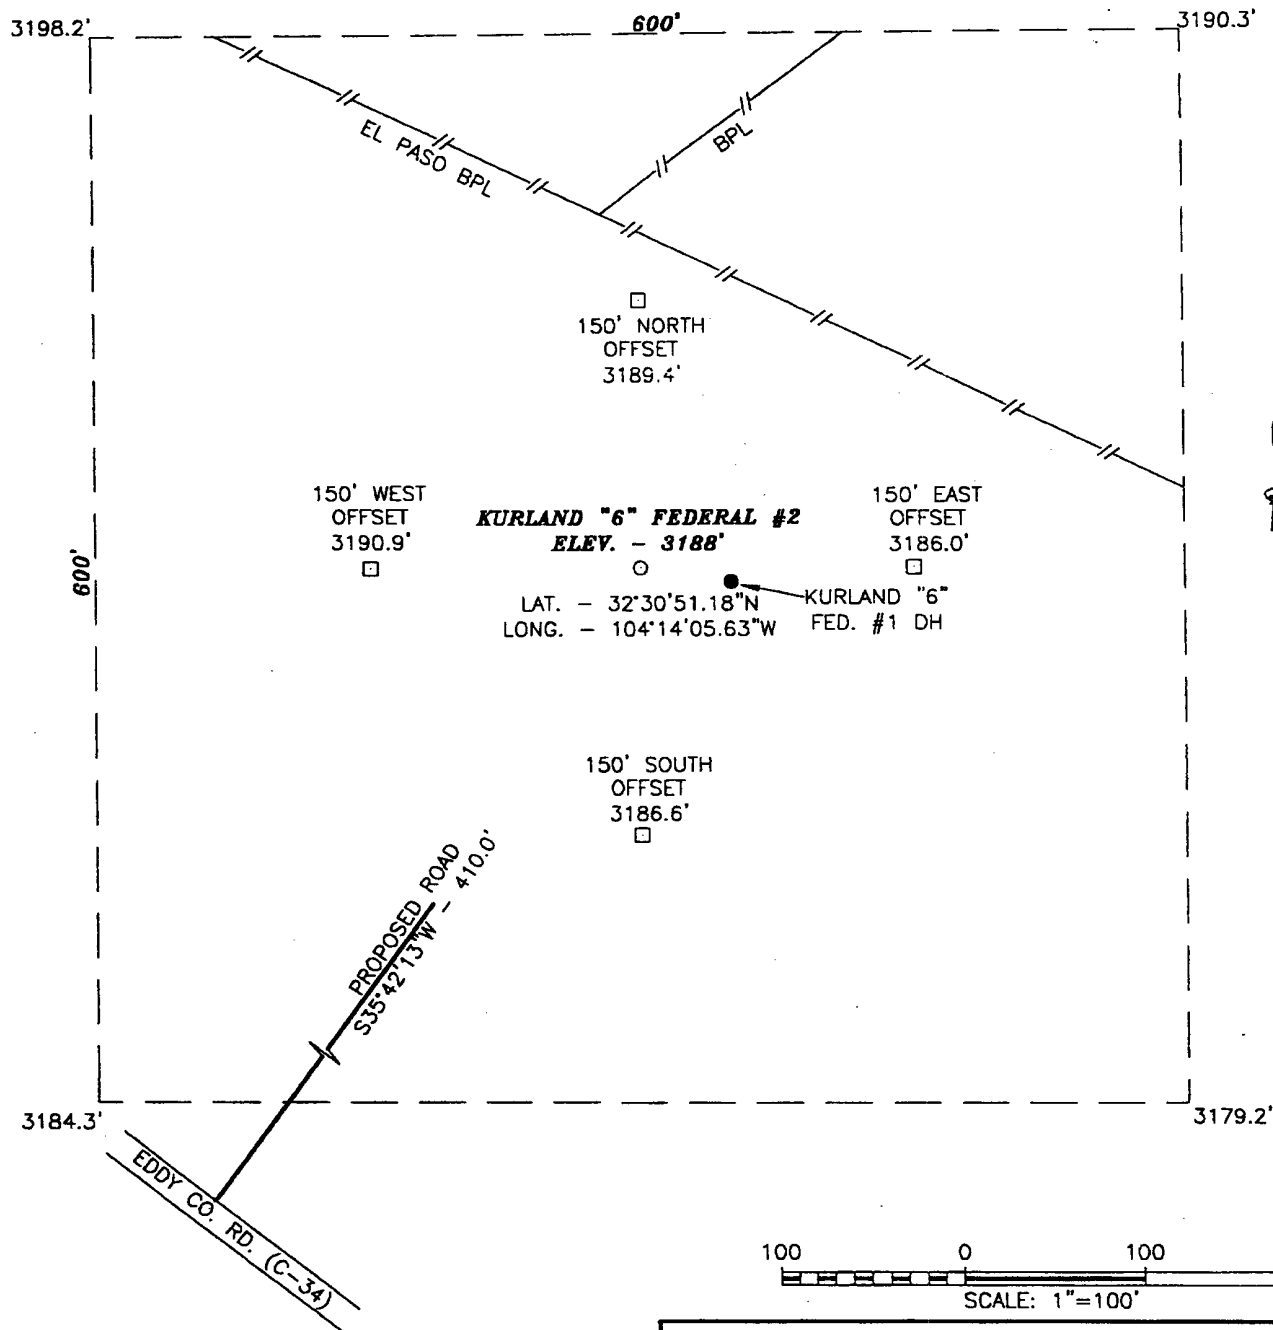 3198.2'
600'
3190.3'
EL PASO BPL
BPL
150' NORTH
OFFSET
3189.4'
600'
150' WEST
OFFSET
3190.9'
KURLAND "6" FEDERAL #2
ELEV. - 3188'
150' EAST
OFFSET
3186.0'
LAT. - 32°30'51.18"N
LONG. - 104°14'05.63"W
KURLAND "6"
FED. #1 DH
150' SOUTH
OFFSET
3186.6'
PROPOSED ROAD
S35°42'13"W - 410.0'
3184.3'
3179.2'
EDDY CO. RD. (C-34)
100 0 100
SCALE: 1"=100'